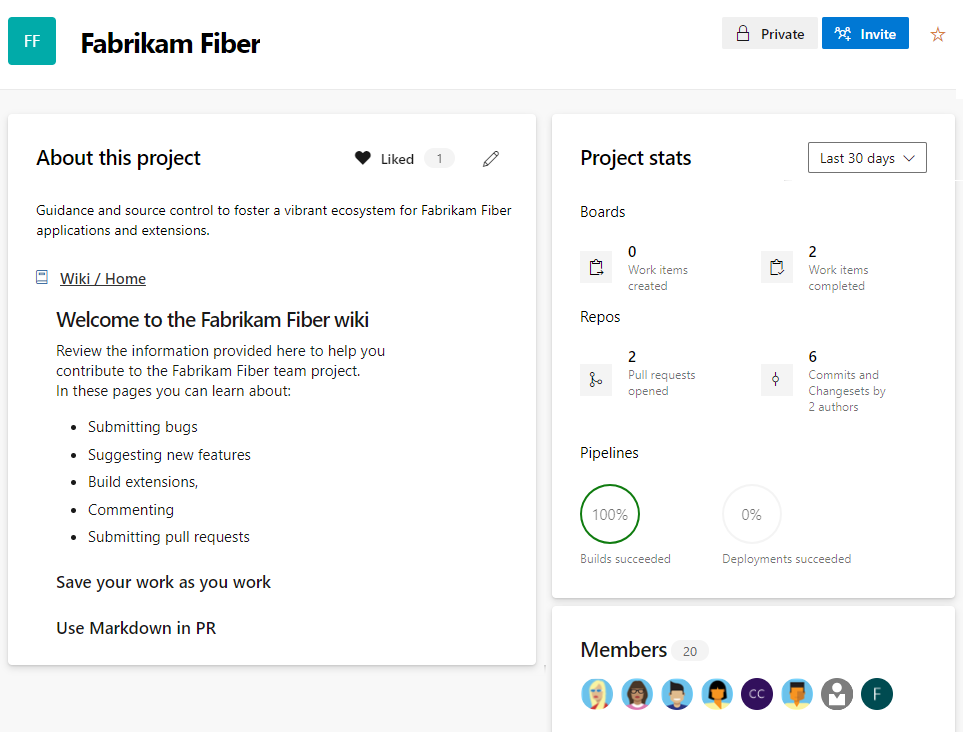 FF
Fabrikam Fiber
Private
Invite
About this project
Liked
1
Guidance and source control to foster a vibrant ecosystem for Fabrikam Fiber
applications and extensions.
Wiki / Home
Welcome to the Fabrikam Fiber wiki
Review the information provided here to help you
contribute to the Fabrikam Fiber team project.
In these pages you can learn about:
• Submitting bugs
• Suggesting new features
• Build extensions,
• Commenting
• Submitting pull requests
Save your work as you work
Use Markdown in PR
Project stats
Last 30 days
Boards
0
Work items
created
2
Work items
completed
Repos
2
Pull requests
opened
6
Commits and
Changesets by
2 authors
Pipelines
100%
Builds succeeded
0%
Deployments succeeded
Members
20
CC
F